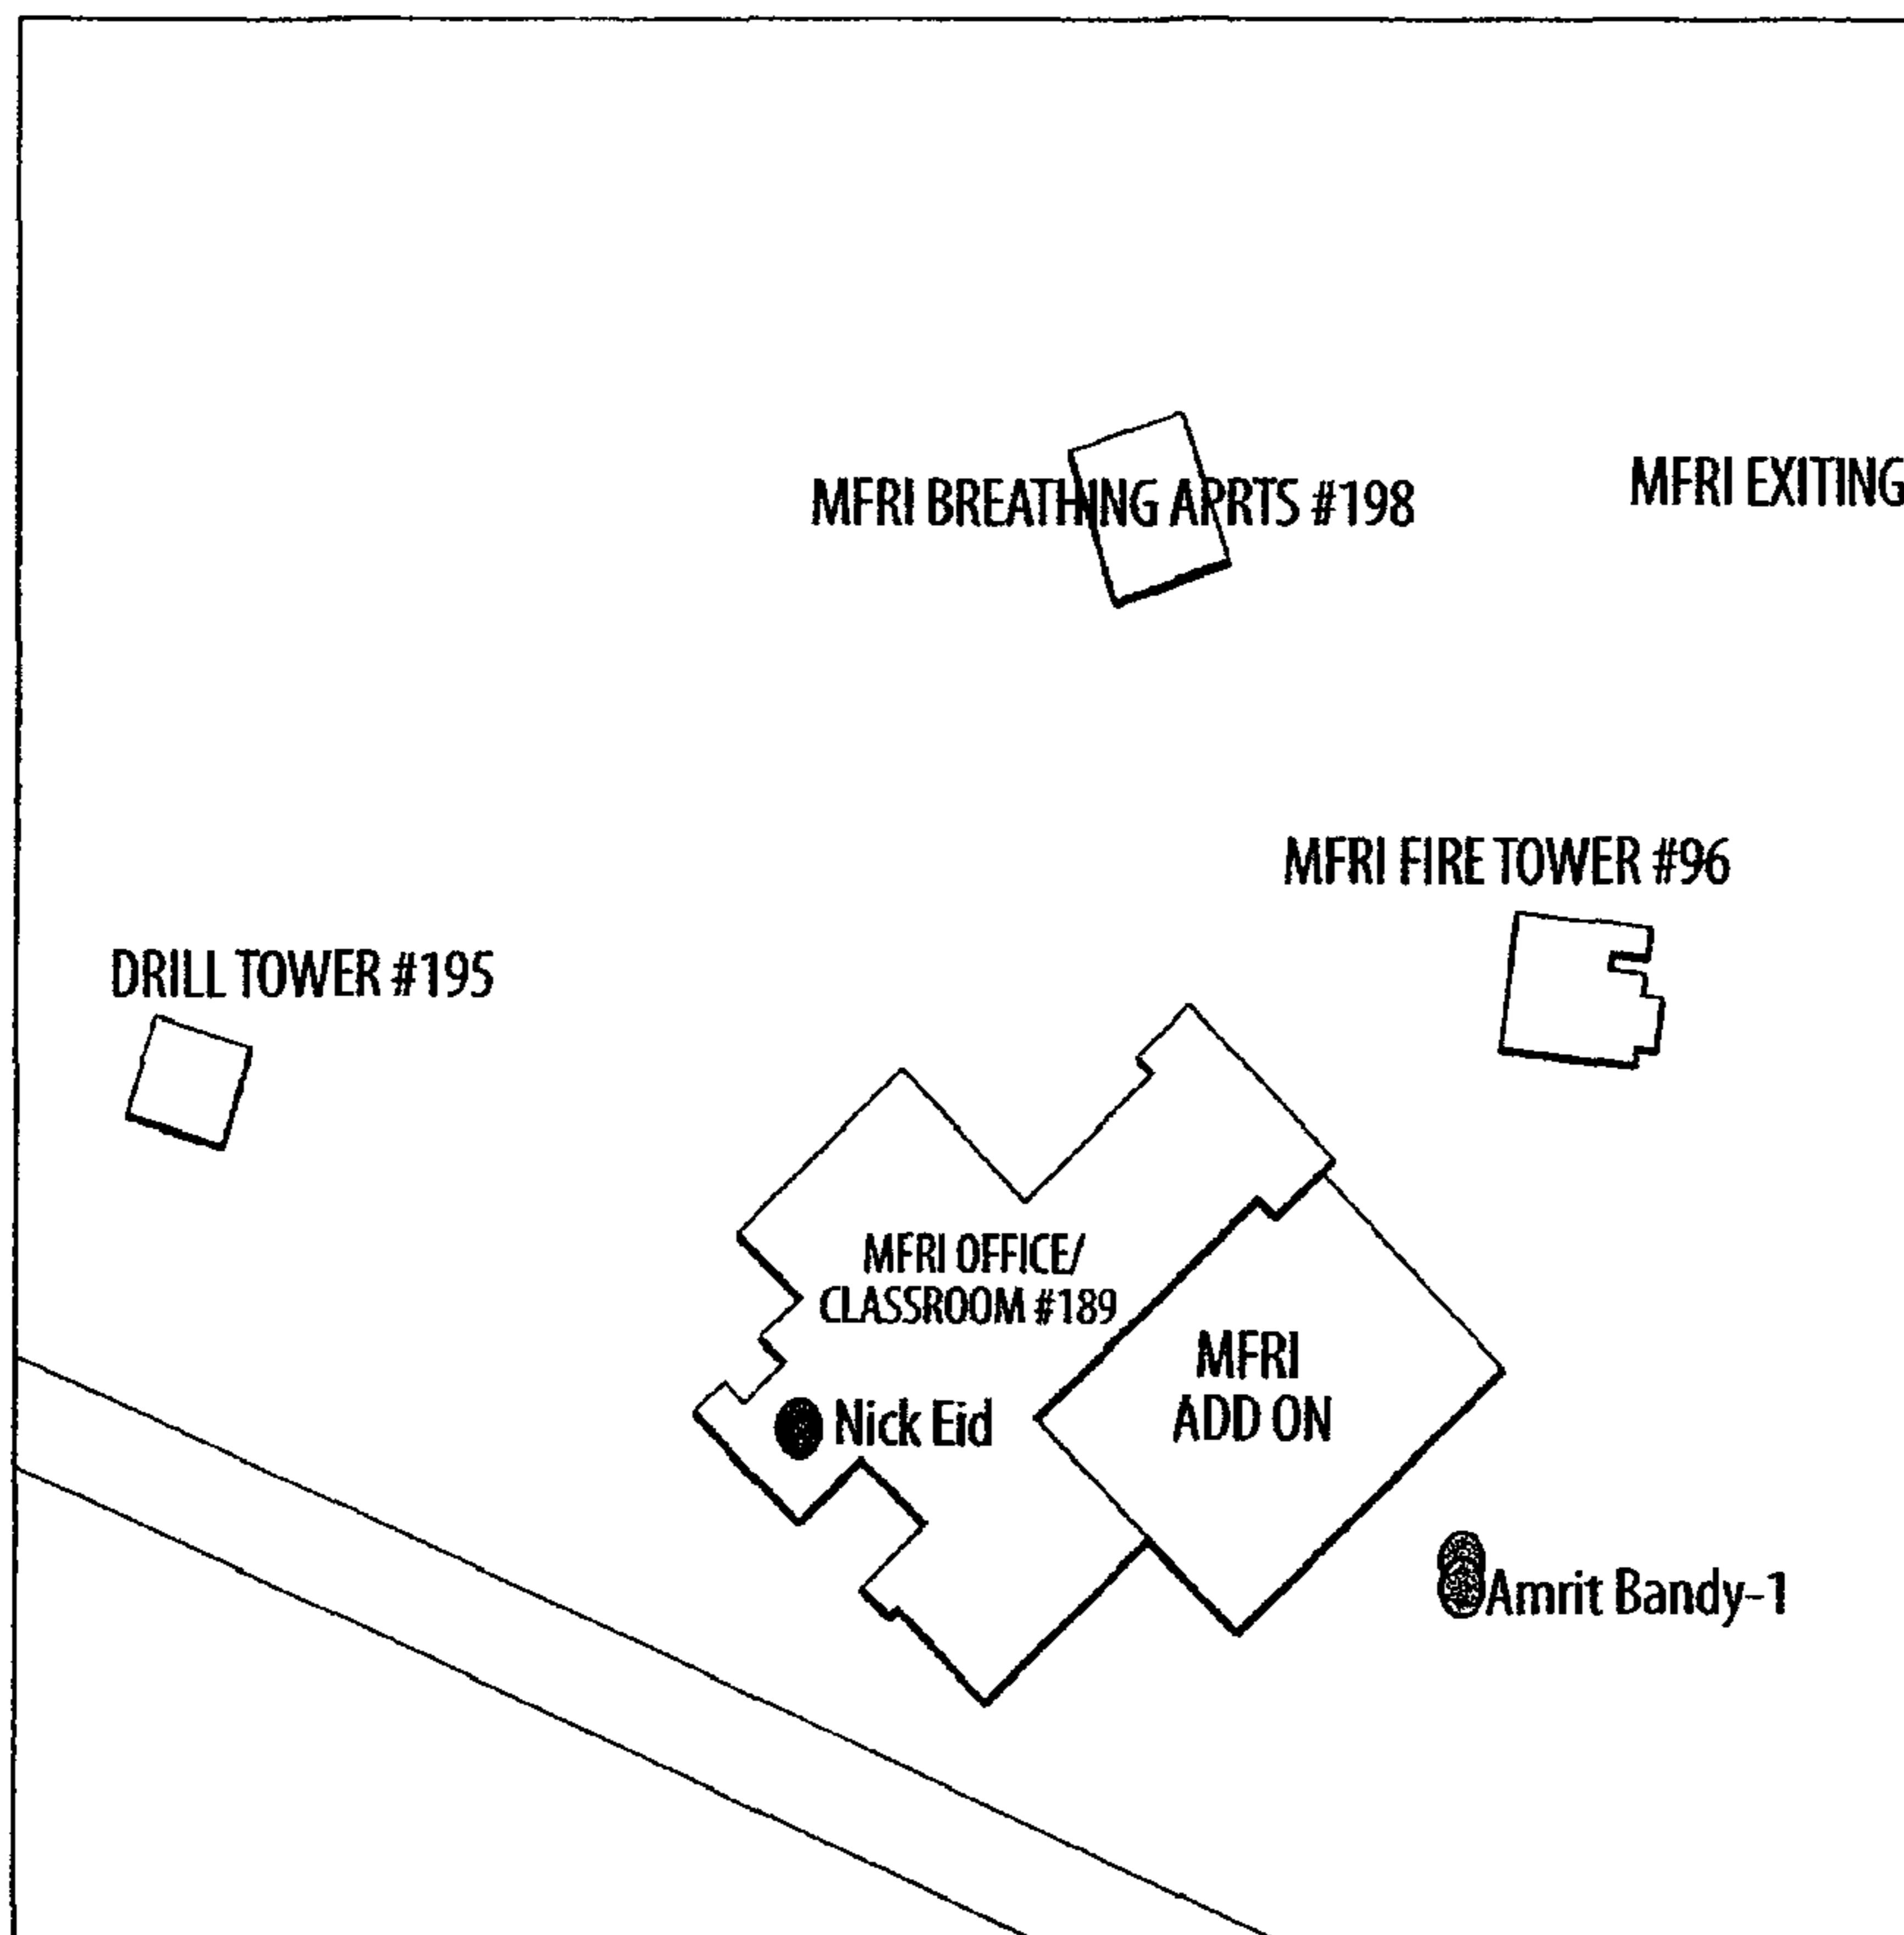 MFRI BREATHING APRTS #198
MFRI EXITING
MFRI FIRE TOWER #96
DRILL TOWER #195
MFRI OFFICE/
CLASSROOM #189
MFRI
ADD ON
Nick Eid
Amrit Bandy-1